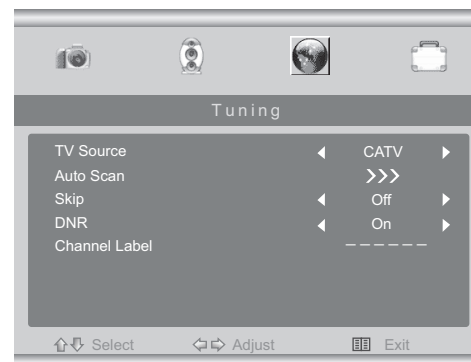 Tuning
TV Source CATV
Auto Scan >>>
Skip Off
DNR On
Channel Label ------
Select Adjust Exit